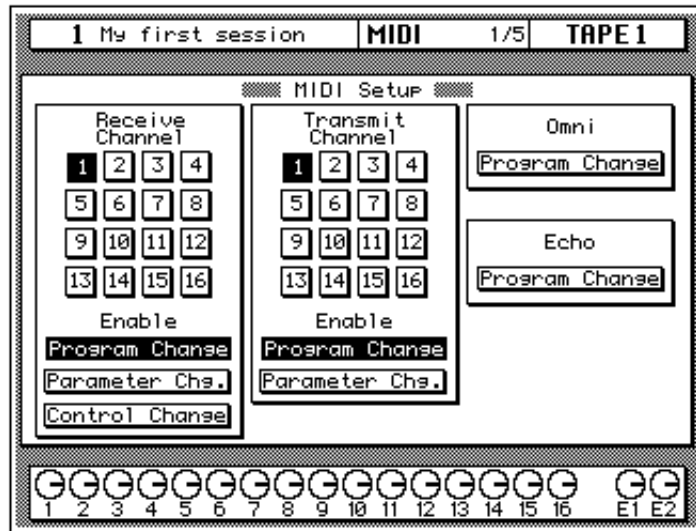 1 My first session MIDI 1/5 TAPE 1
MIDI Setup
Receive
Channel
1 2 3 4
5 6 7 8
9 10 11 12
13 14 15 16
Enable
Program Change
Parameter Chg.
Control Change
Transmit
Channel
1 2 3 4
5 6 7 8
9 10 11 12
13 14 15 16
Enable
Program Change
Parameter Chg.
Omni
Program Change
Echo
Program Change
1 2 3 4 5 6 7 8 9 10 11 12 13 14 15 16 E1 E2